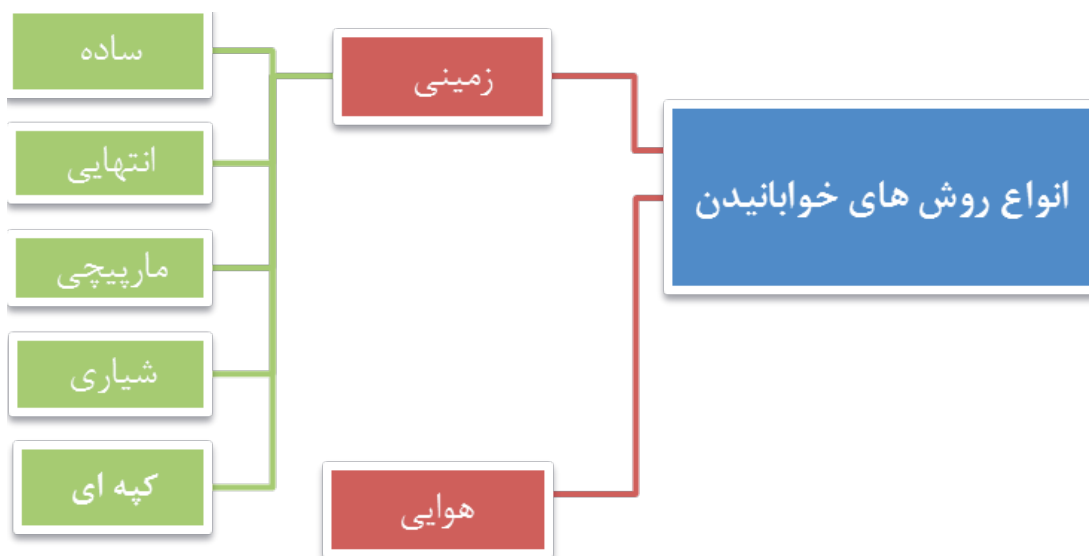 انواع روش های خوابانیدن
زمینی
ساده
انتهایی
مارپیچی
شیاری
کپه ای
هوایی